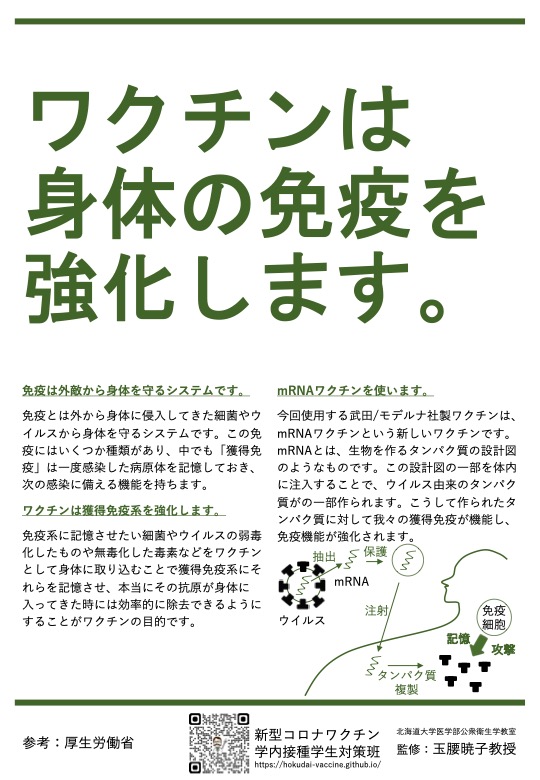 ワクチンは
身体の免疫を
強化します。
免疫は外敵から身体を守るシステムです。
免疫とは外から身体に侵入してきた細菌やウ
イルスから身体を守るシステムです。この免
疫にはいくつか種類があり、中でも「獲得免
疫」は一度感染した病原体を記憶しておき、
次の感染に備える機能を持ちます。
ワクチンは獲得免疫系を強化します。
免疫系に記憶させたい細菌やウイルスの弱毒
化したものや無毒化した毒素などをワクチン
として身体に取り込むことで獲得免疫系にそ
れらを記憶させ、本当にその抗原が身体に
入ってきた時には効率的に除去できるように
することがワクチンの目的です。
mRNAワクチンを使います。
今回使用する武田/モデルナ社製ワクチンは、
mRNAワクチンという新しいワクチンです。
mRNAとは、生物を作るタンパク質の設計図
のようなものです。この設計図の一部を体内
に注入することで、ウイルス由来のタンパク
質がの一部作られます。こうして作られたタ
ンパク質に対して我々の獲得免疫が機能し、
免疫機能が強化されます。
抽出
保護
mRNA
ウイルス
注射
免疫
細胞
記憶
攻撃
タンパク質
複製
参考：厚生労働省
新型コロナワクチン
学内接種学生対策班
https://hokudai-vaccine.github.io/
北海道大学医学部公衆衛生学教室
監修：玉腰暁子教授